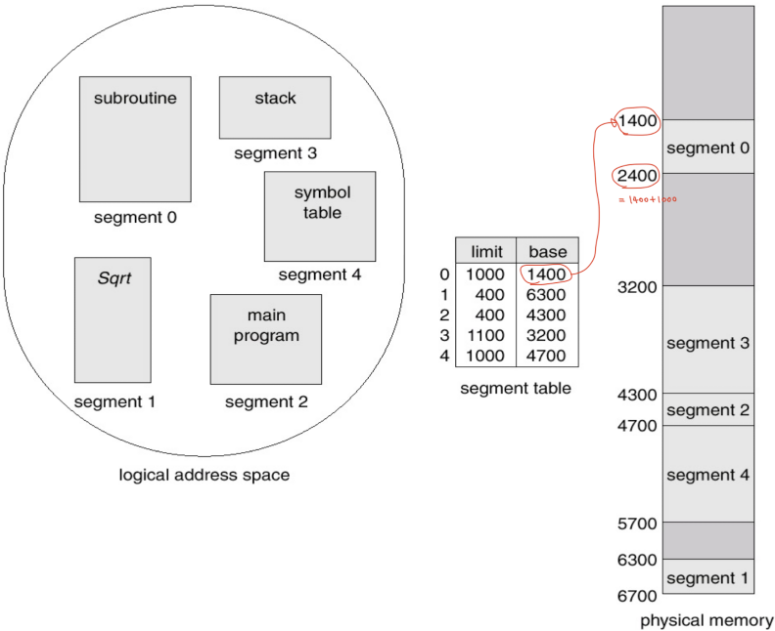 subroutine
segment 0
stack
segment 3
symbol
table
segment 4
Sqrt
segment 1
main
program
segment 2
logical address space
limit base
0 1000 1400
1 400 6300
2 400 4300
3 1100 3200
4 1000 4700
segment table
1400
segment 0
2400
= 1400+1000
3200
segment 3
4300
segment 2
4700
segment 4
5700
6300
segment 1
6700
physical memory